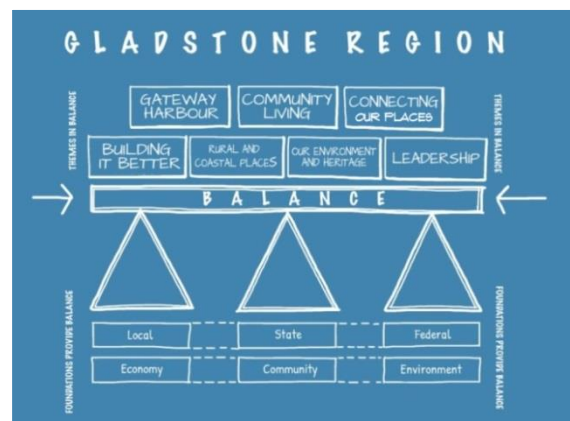 GLADSTONE REGION
THEMES IN BALANCE
THEMES IN BALANCE
GATEWAY
HARBOUR
COMMUNITY
LIVING
CONNECTING
OUR PLACES
BUILDING
IT BETTER
RURAL AND
COASTAL PLACES
OUR ENVIRONMENT
AND HERITAGE
LEADERSHIP
BALANCE
FOUNDATIONS PROVIDE BALANCE
FOUNDATIONS PROVIDE BALANCE
Local
State
Federal
Economy
Community
Environment